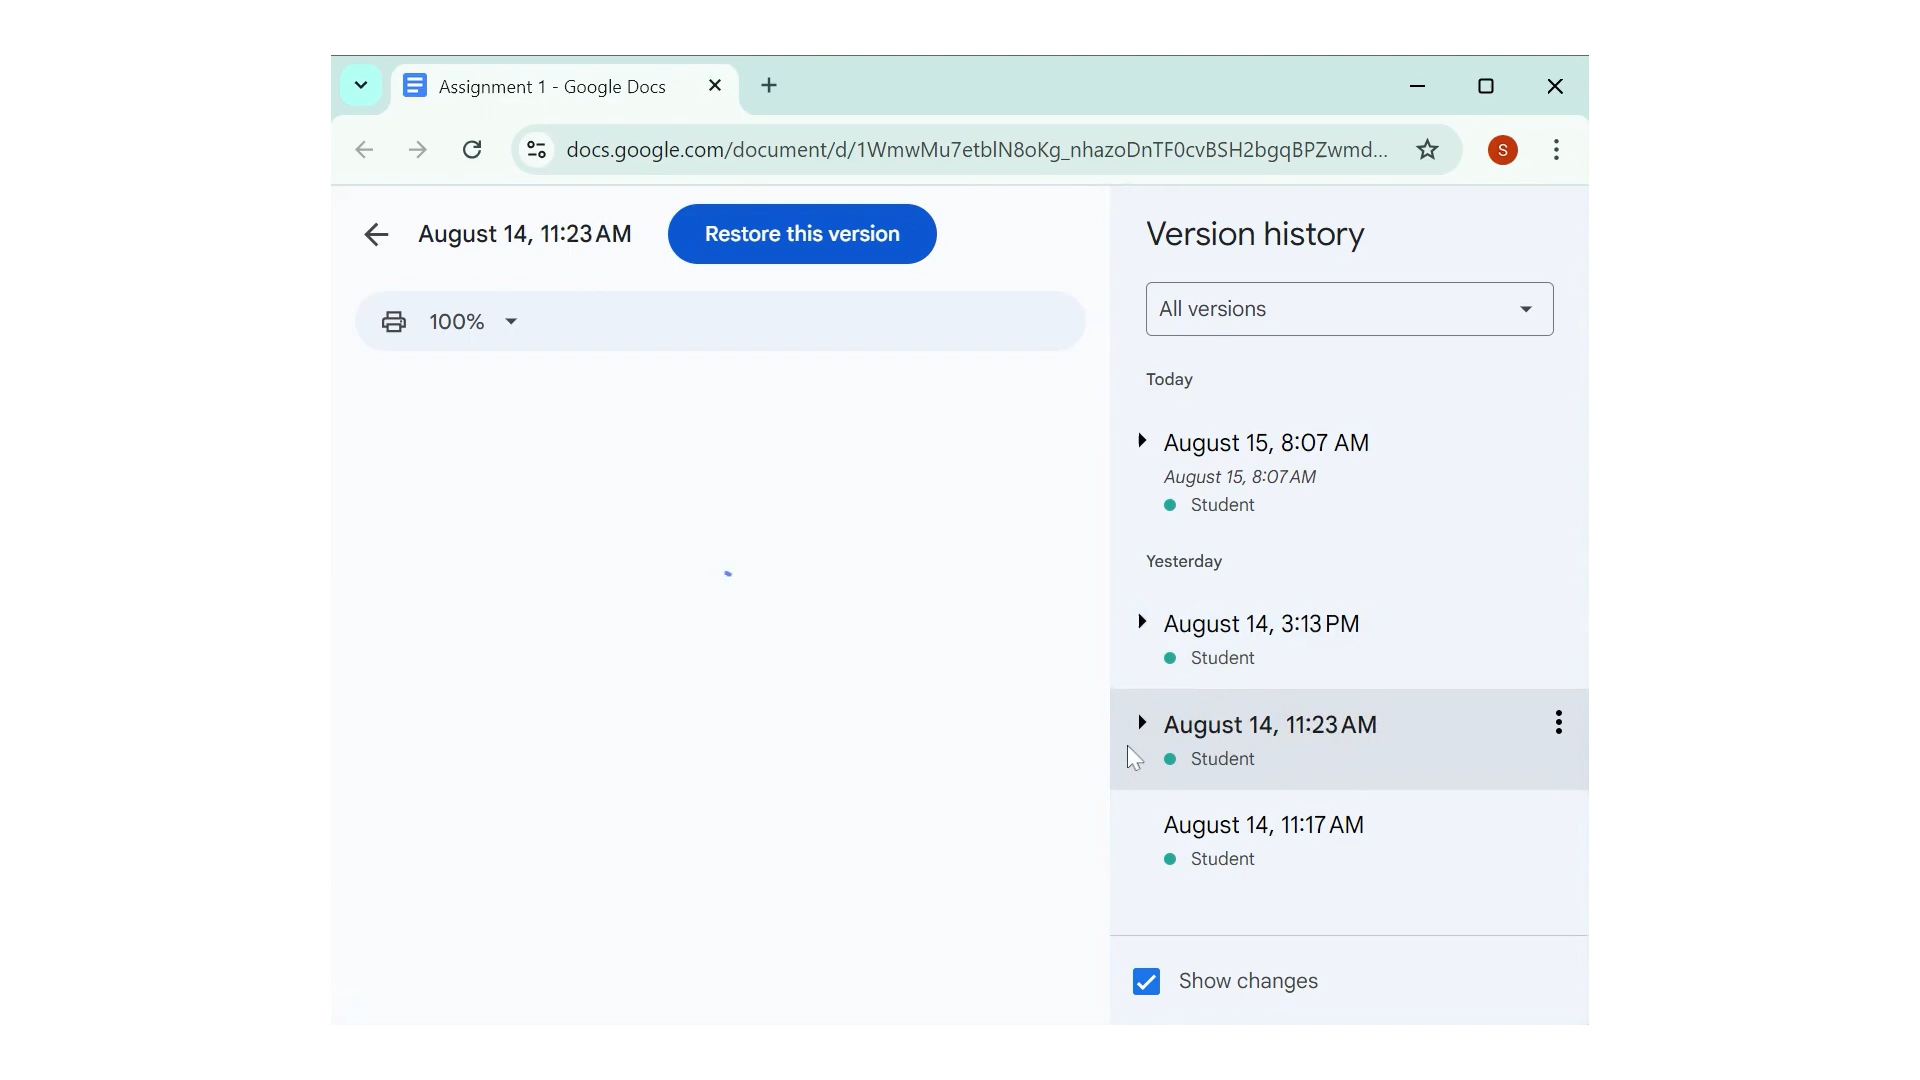 Assignment 1 - Google Docs
docs.google.com/document/d/1WmwMu7etblN8oKg_nhazoDnTF0cvBSH2bgqBPZwmd...
S
August 14, 11:23 AM
Restore this version
100%
Version history
All versions
Today
August 15, 8:07 AM
August 15, 8:07 AM
Student
Yesterday
August 14, 3:13 PM
Student
August 14, 11:23 AM
Student
August 14, 11:17 AM
Student
Show changes